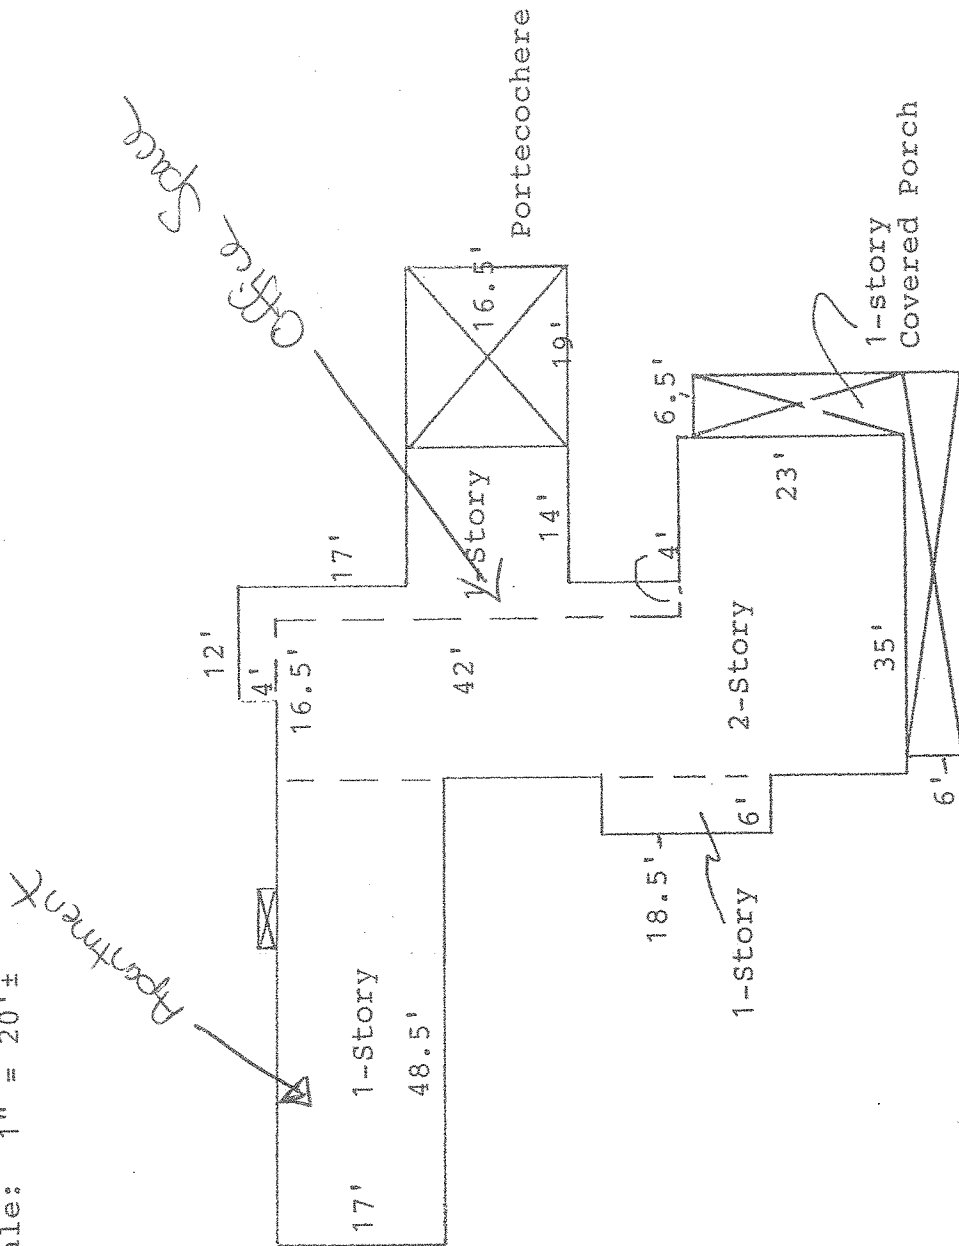 ale: 1" = 20'±
Apartment
Office Space
Portecochere
16.5'
19'
1-Story
14'
17'
12'
4'
16.5'
42'
4'
6.5'
1-story
Covered Porch
23'
2-Story
35'
6'
6'
18.5'
1-Story
1-Story
48.5'
17'